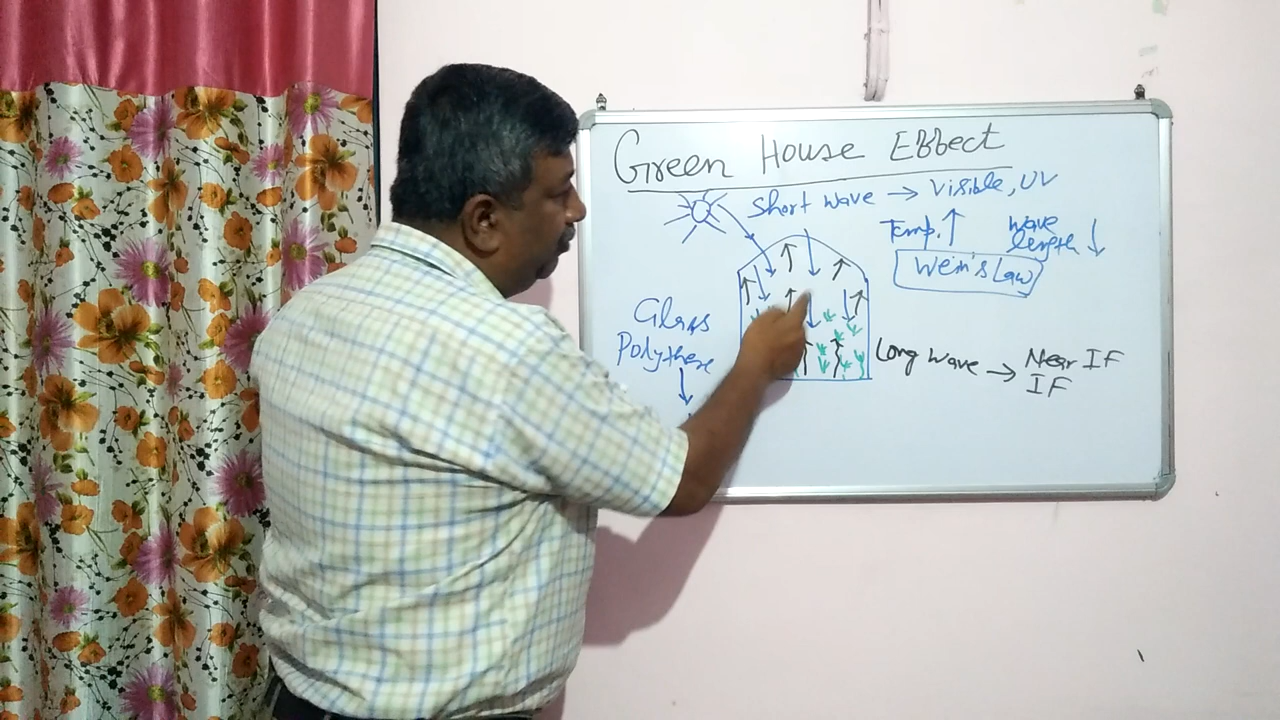 Green House Effect
Short wave → Visible, UV
Temp. ↑ wave length ↓
Wein's Law
Glass
Polythene
↓
Long wave → Near IF
IF